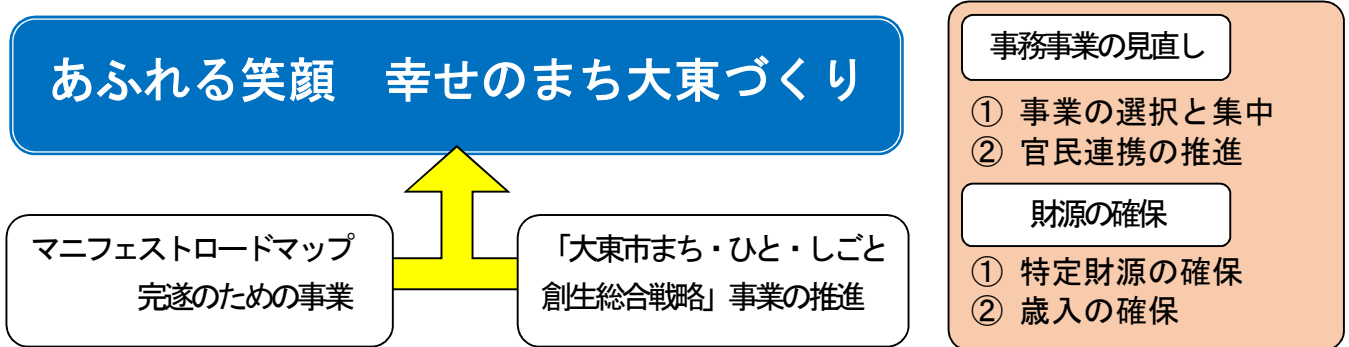 あふれる笑顔　幸せのまち大東づくり
マニフェストロードマップ
完遂のための事業
「大東市まち・ひと・しごと
創生総合戦略」事業の推進
事務事業の見直し
① 事業の選択と集中
② 官民連携の推進
財源の確保
① 特定財源の確保
② 歳入の確保